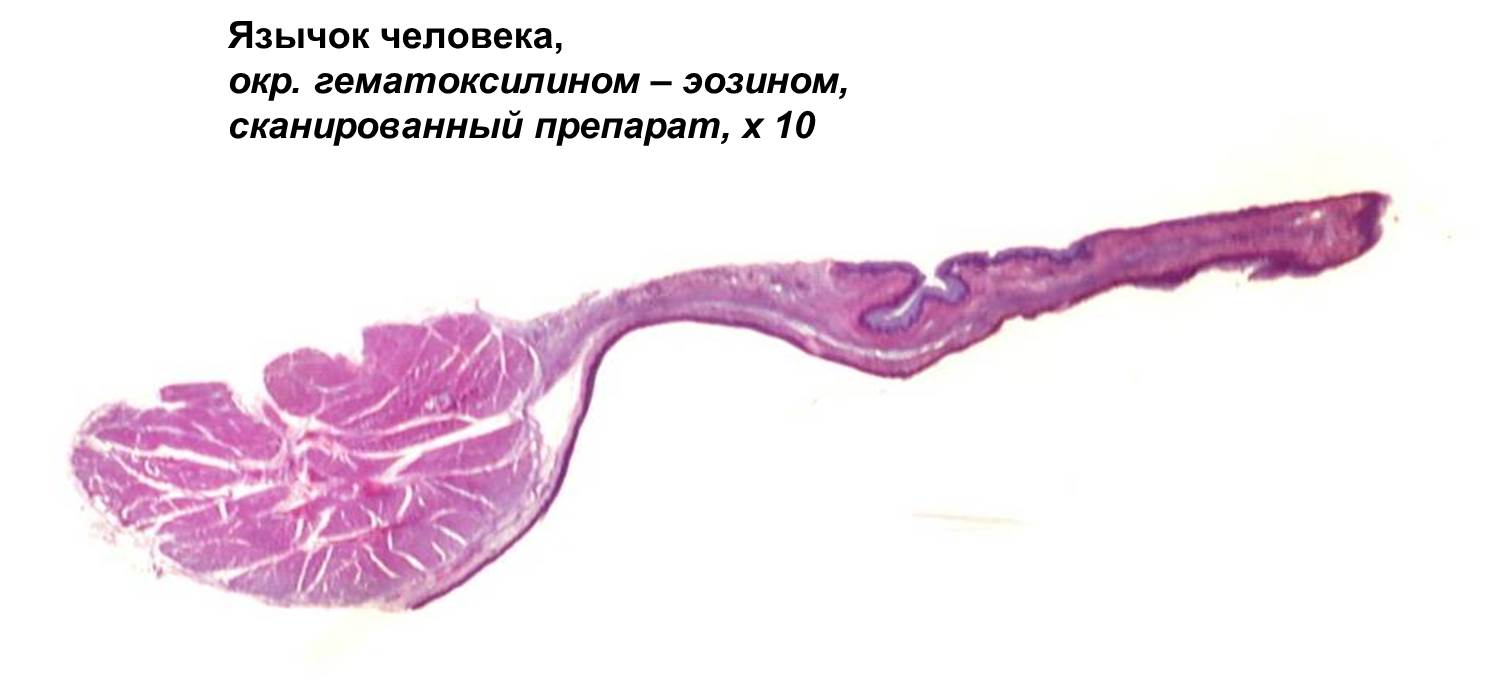 Язычок человека,
окр. гематоксилином – эозином,
сканированный препарат, x 10